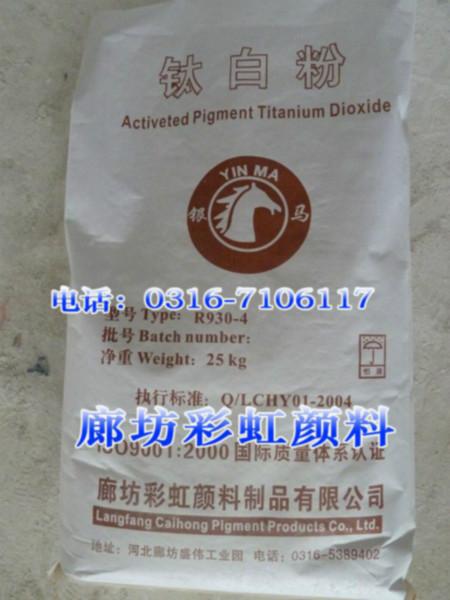 钛白粉
Activeted Pigment Titanium Dioxide
YIN MA
银 马
电话：0316-7106117
型号 Type: R930-4
批号 Batch number:
净重 Weight: 25 kg
执行标准: Q/LCHY01-2004
廊坊彩虹颜料
ISO9001:2000 国际质量体系认证
廊坊彩虹颜料制品有限公司
Langfang Caihong Pigment Products Co., Ltd.
地址: 河北廊坊盛伟工业园 电话: 0316-5389402